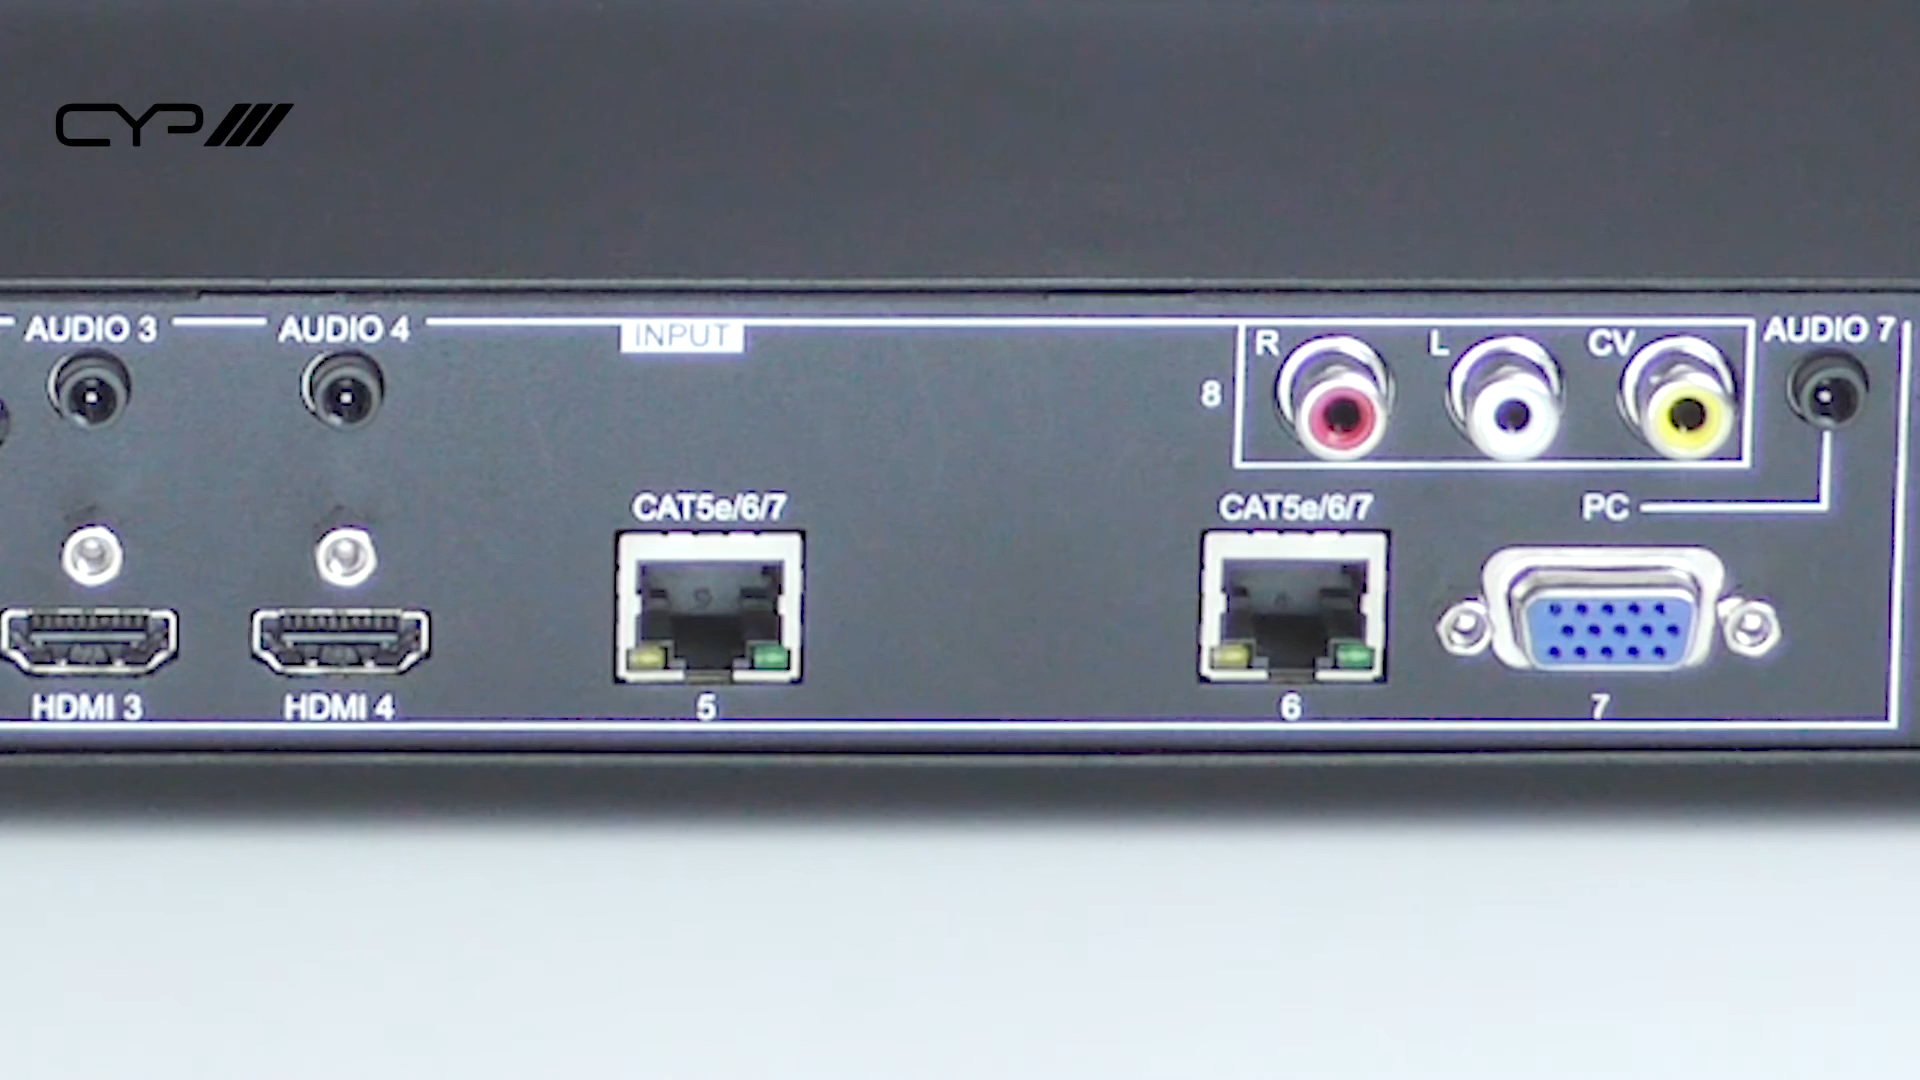 CYP
AUDIO 3
AUDIO 4
INPUT
R
L
CV
AUDIO 7
8
CAT5e/6/7
CAT5e/6/7
PC
HDMI 3
HDMI 4
5
6
7